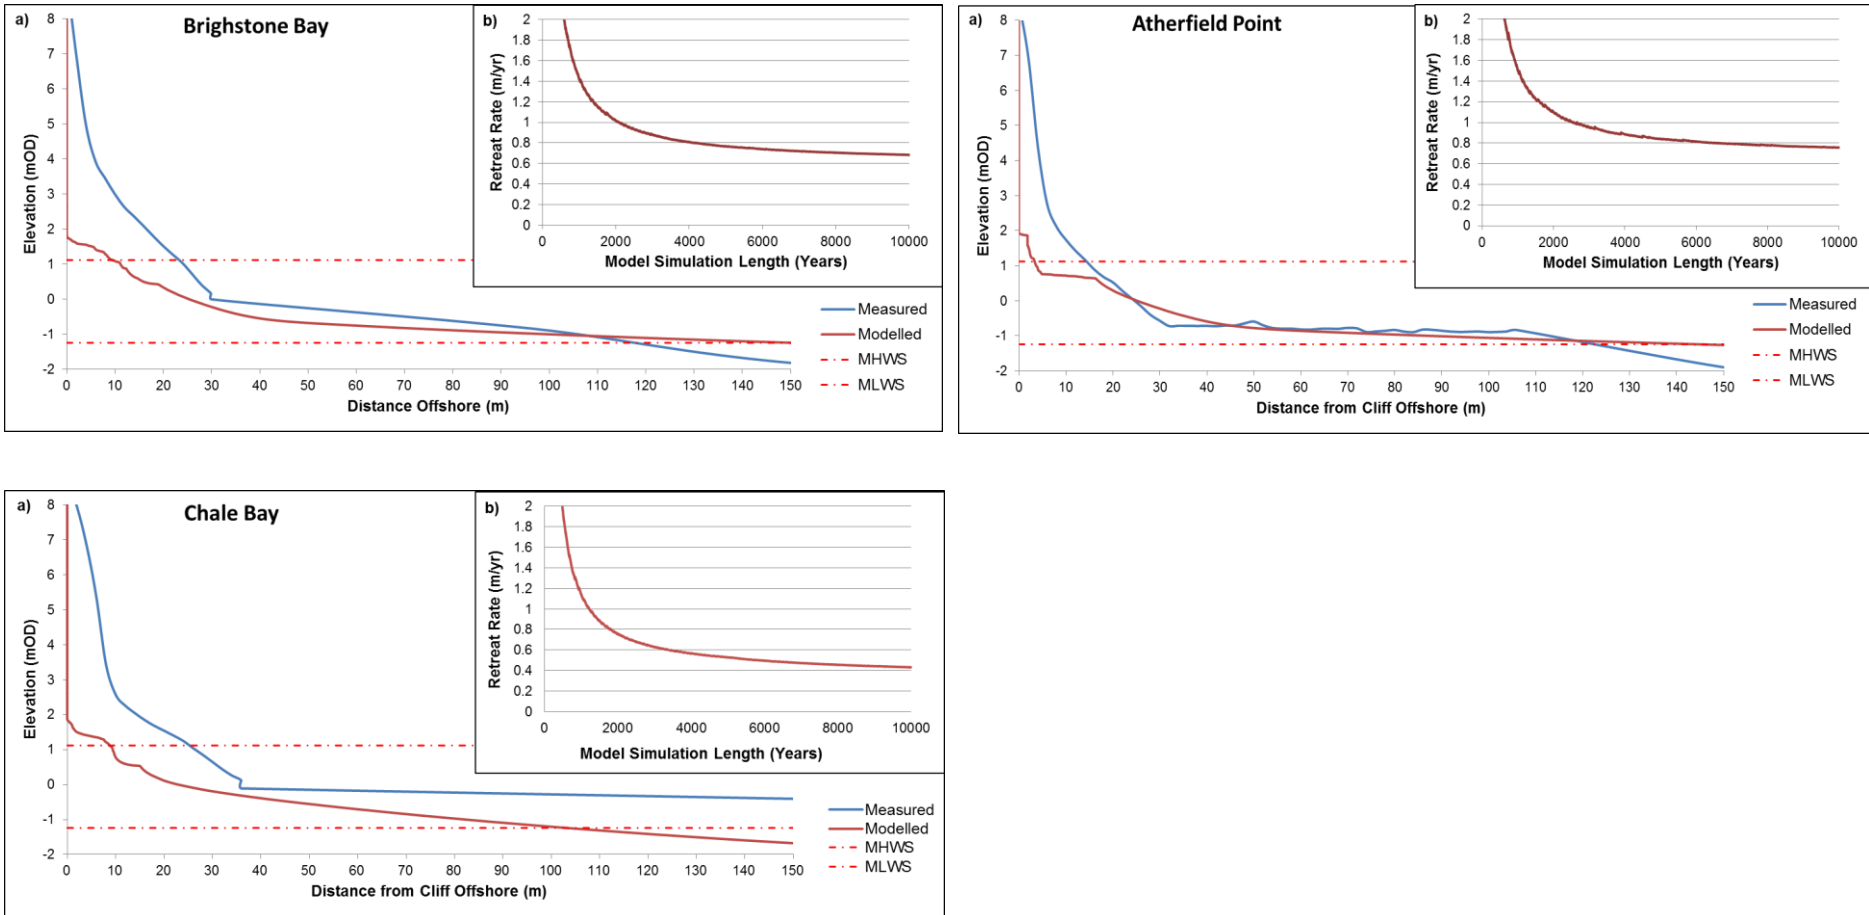 a)
Brighstone Bay
8
7
6
5
4
3
2
1
0
-1
-2
Elevation (mOD)
0 10 20 30 40 50 60 70 80 90 100 110 120 130 140 150
Distance Offshore (m)
b)
2
1.8
1.6
1.4
1.2
1
0.8
0.6
0.4
0.2
0
Retreat Rate (m/yr)
0 2000 4000 6000 8000 10000
Model Simulation Length (Years)
Measured
Modelled
MHWS
MLWS
a)
Atherfield Point
8
7
6
5
4
3
2
1
0
-1
-2
Elevation (mOD)
0 10 20 30 40 50 60 70 80 90 100 110 120 130 140 150
Distance from Cliff Offshore (m)
b)
2
1.8
1.6
1.4
1.2
1
0.8
0.6
0.4
0.2
0
Retreat Rate (m/yr)
0 2000 4000 6000 8000 10000
Model Simulation Length (Years)
Measured
Modelled
MHWS
MLWS
a)
Chale Bay
8
7
6
5
4
3
2
1
0
-1
-2
Elevation (mOD)
0 10 20 30 40 50 60 70 80 90 100 110 120 130 140 150
Distance from Cliff Offshore (m)
b)
2
1.8
1.6
1.4
1.2
1
0.8
0.6
0.4
0.2
0
Retreat Rate (m/yr)
0 2000 4000 6000 8000 10000
Model Simulation Length (Years)
Measured
Modelled
MHWS
MLWS